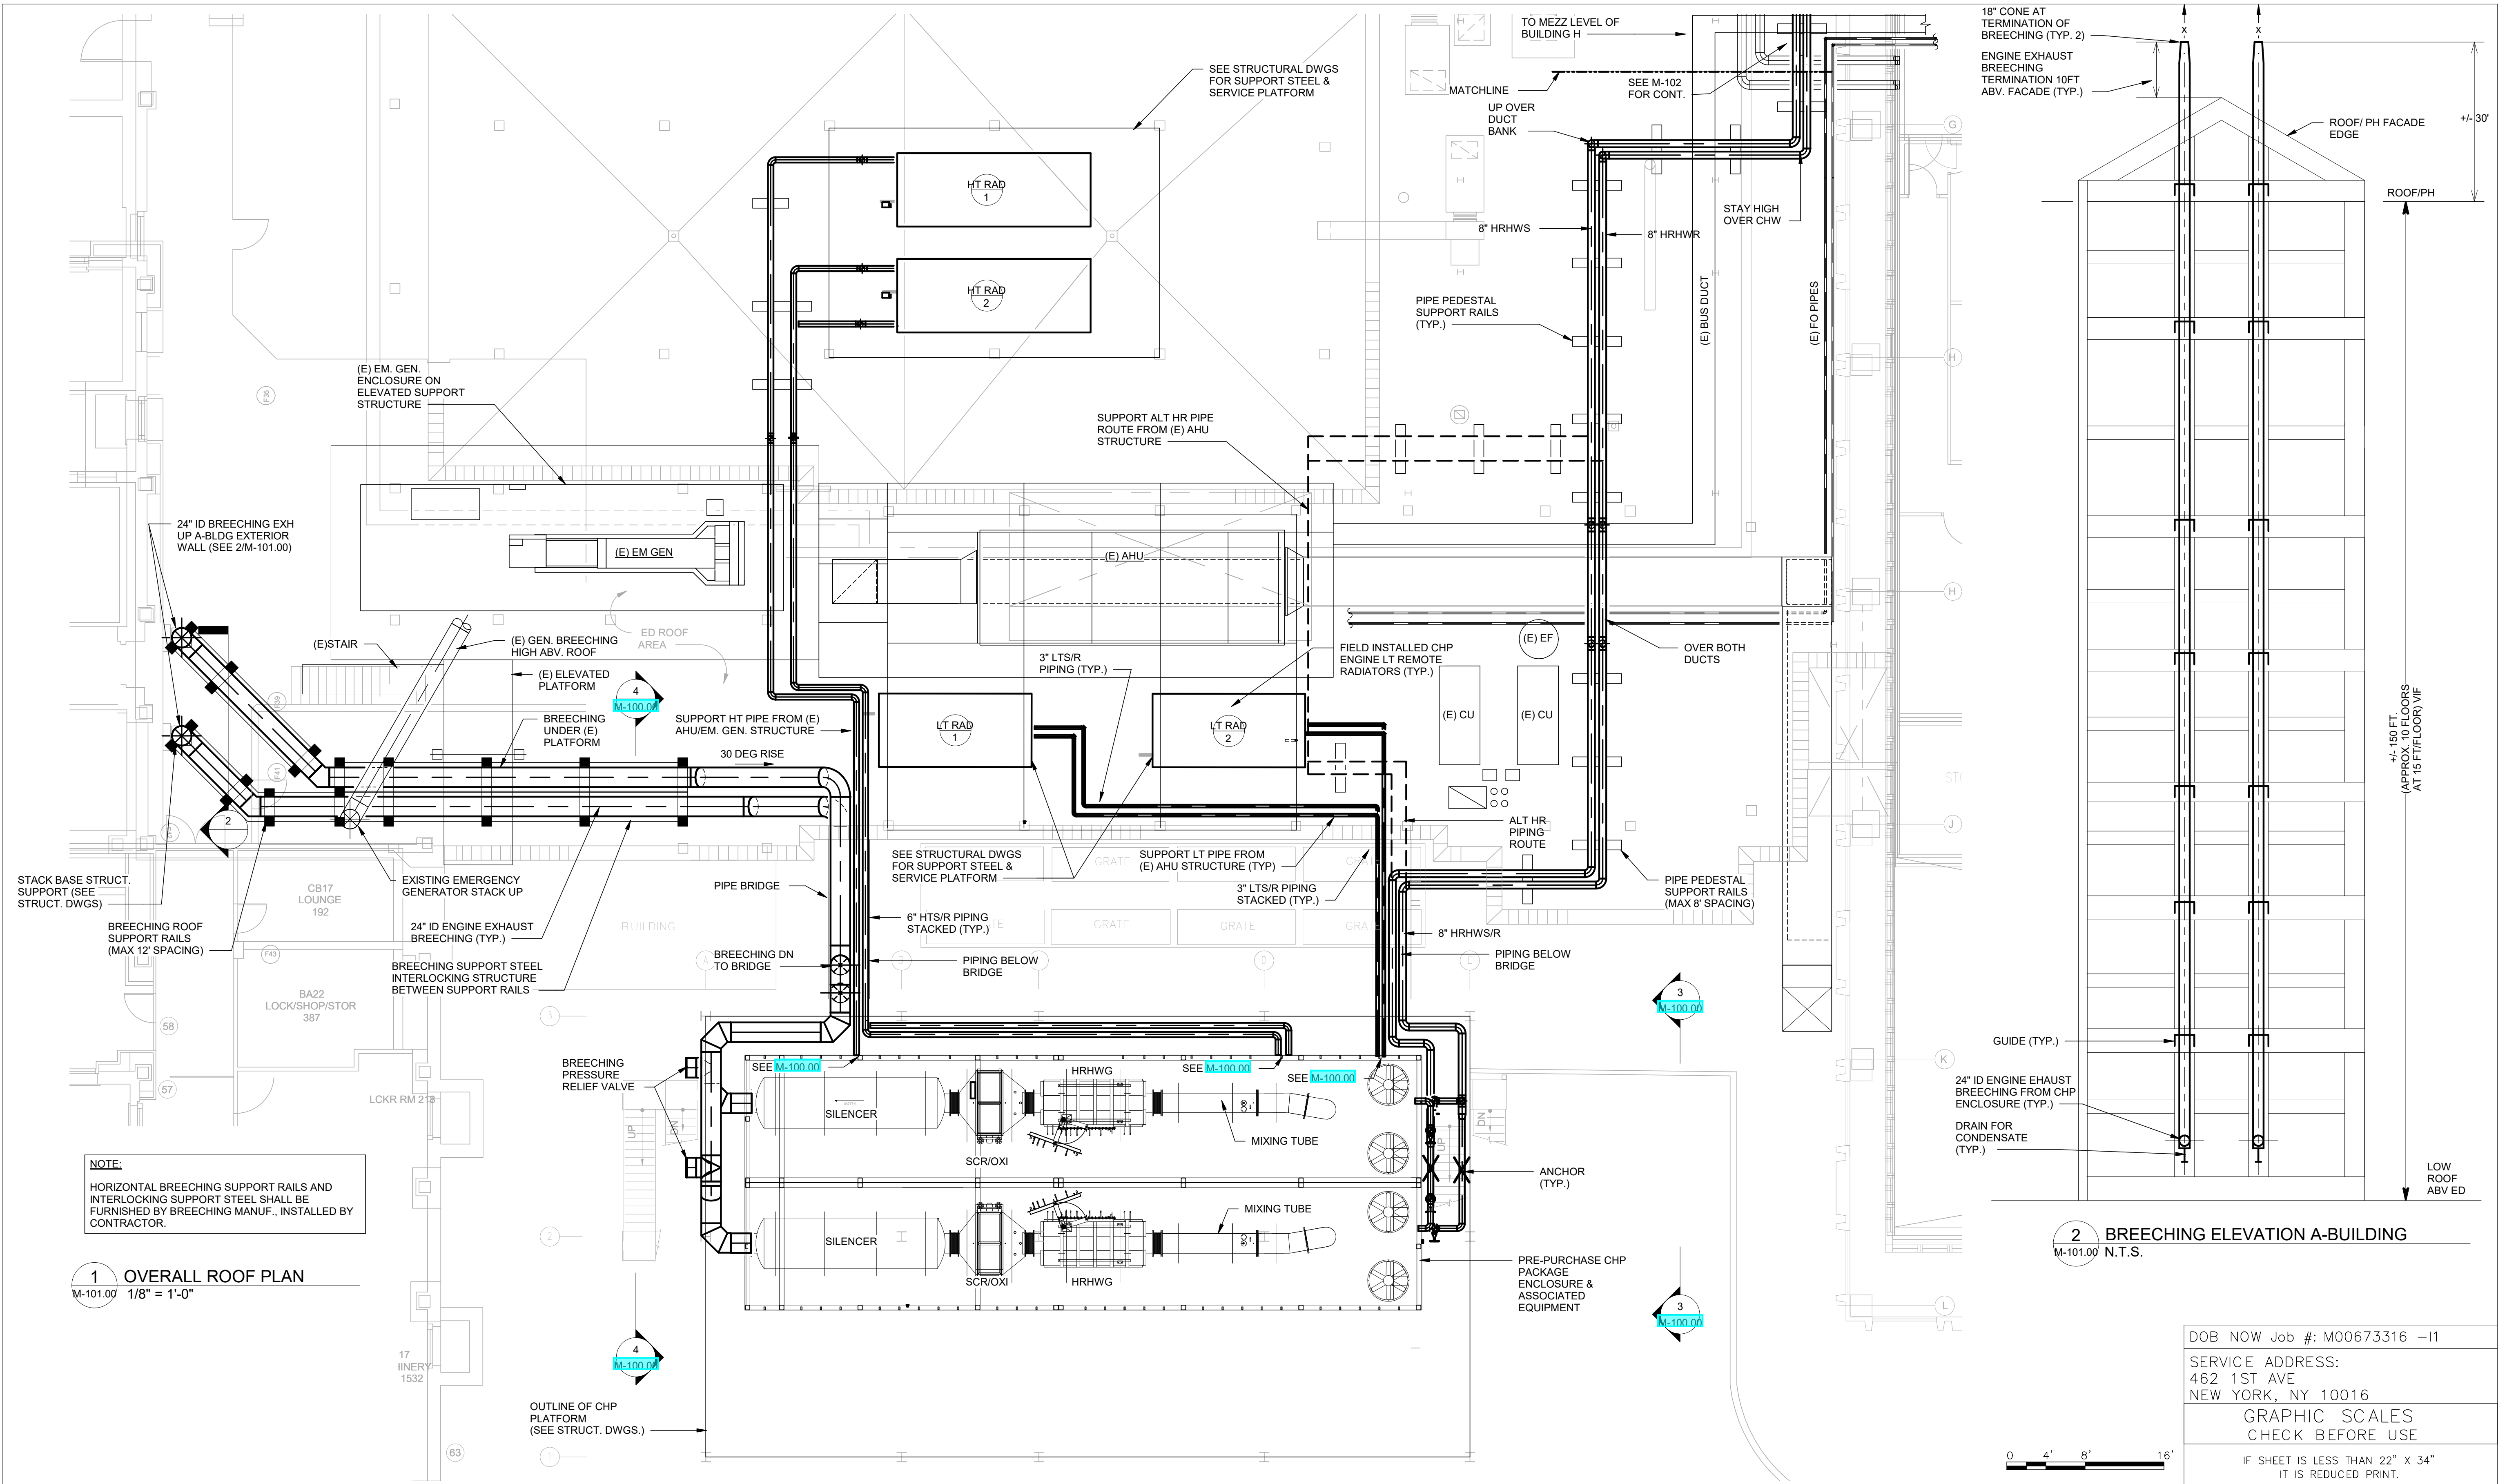 TO MEZZ LEVEL OF
BUILDING H
SEE STRUCTURAL DWGS
FOR SUPPORT STEEL &
SERVICE PLATFORM
MATCHLINE
SEE M-102
FOR CONT.
UP OVER
DUCT
BANK
G
HT RAD
1
STAY HIGH
OVER CHW
8" HRHWS
8" HRHWR
HT RAD
2
PIPE PEDESTAL
SUPPORT RAILS
(TYP.)
(E) BUS DUCT
(E) FO PIPES
H
(E) EM. GEN.
ENCLOSURE ON
ELEVATED SUPPORT
STRUCTURE
F35
SUPPORT ALT HR PIPE
ROUTE FROM (E) AHU
STRUCTURE
24" ID BREECHING EXH
UP A-BLDG EXTERIOR
WALL (SEE 2/M-101.00)
(E) EM GEN
(E) AHU
H
ED ROOF
AREA
(E)STAIR
(E) GEN. BREECHING
HIGH ABV. ROOF
(E) EF
OVER BOTH
DUCTS
3" LTS/R
PIPING (TYP.)
FIELD INSTALLED CHP
ENGINE LT REMOTE
RADIATORS (TYP.)
(E) ELEVATED
PLATFORM
4
M-100.00
F39
BREECHING
UNDER (E)
PLATFORM
SUPPORT HT PIPE FROM (E)
AHU/EM. GEN. STRUCTURE
LT RAD
1
LT RAD
2
(E) CU
(E) CU
30 DEG RISE
F41
2
ALT HR
PIPING
ROUTE
J
SEE STRUCTURAL DWGS
FOR SUPPORT STEEL &
SERVICE PLATFORM
GRATE
SUPPORT LT PIPE FROM
(E) AHU STRUCTURE (TYP)
STACK BASE STRUCT.
SUPPORT (SEE
STRUCT. DWGS)
EXISTING EMERGENCY
GENERATOR STACK UP
PIPE BRIDGE
3" LTS/R PIPING
STACKED (TYP.)
PIPE PEDESTAL
SUPPORT RAILS
(MAX 8' SPACING)
CB17
LOUNGE
192
BREECHING ROOF
SUPPORT RAILS
(MAX 12' SPACING)
24" ID ENGINE EXHAUST
BREECHING (TYP.)
BUILDING
6" HTS/R PIPING
STACKED (TYP.)
GRATE
GRATE
8" HRHWS/R
F43
BREECHING SUPPORT STEEL
INTERLOCKING STRUCTURE
BETWEEN SUPPORT RAILS
BREECHING DN
TO BRIDGE
PIPING BELOW
BRIDGE
A
D
E
PIPING BELOW
BRIDGE
BA22
LOCK/SHOP/STOR
387
58
3
3
M-100.00
BREECHING
PRESSURE
RELIEF VALVE
SEE M-100.00
SEE M-100.00
SEE M-100.00
K
57
LCKR RM 213
UP
DN
SILENCER
HRHWG
MIXING TUBE
SCR/OXI
UP
DN
ANCHOR
(TYP.)
NOTE:
HORIZONTAL BREECHING SUPPORT RAILS AND
INTERLOCKING SUPPORT STEEL SHALL BE
FURNISHED BY BREECHING MANUF., INSTALLED BY
CONTRACTOR.
2
SILENCER
MIXING TUBE
SCR/OXI
HRHWG
PRE-PURCHASE CHP
PACKAGE
ENCLOSURE &
ASSOCIATED
EQUIPMENT
3
M-100.00
L
1
M-101.00
OVERALL ROOF PLAN
1/8" = 1'-0"
4
M-100.00
OUTLINE OF CHP
PLATFORM
(SEE STRUCT. DWGS.)
63
1
18" CONE AT
TERMINATION OF
BREECHING (TYP. 2)
ENGINE EXHAUST
BREECHING
TERMINATION 10FT
ABV. FACADE (TYP.)
X
X
ROOF/ PH FACADE
EDGE
+/- 30'
ROOF/PH
+/- 150 FT.
(APPROX. 10 FLOORS
AT 15 FT/FLOOR) VIF
GUIDE (TYP.)
24" ID ENGINE EHAUST
BREECHING FROM CHP
ENCLOSURE (TYP.)
DRAIN FOR
CONDENSATE
(TYP.)
LOW
ROOF
ABV ED
2
M-101.00
BREECHING ELEVATION A-BUILDING
N.T.S.
DOB NOW Job #: M00673316 -I1
SERVICE ADDRESS:
462 1ST AVE
NEW YORK, NY 10016
GRAPHIC SCALES
CHECK BEFORE USE
0 4' 8' 16'
IF SHEET IS LESS THAN 22" X 34"
IT IS REDUCED PRINT.